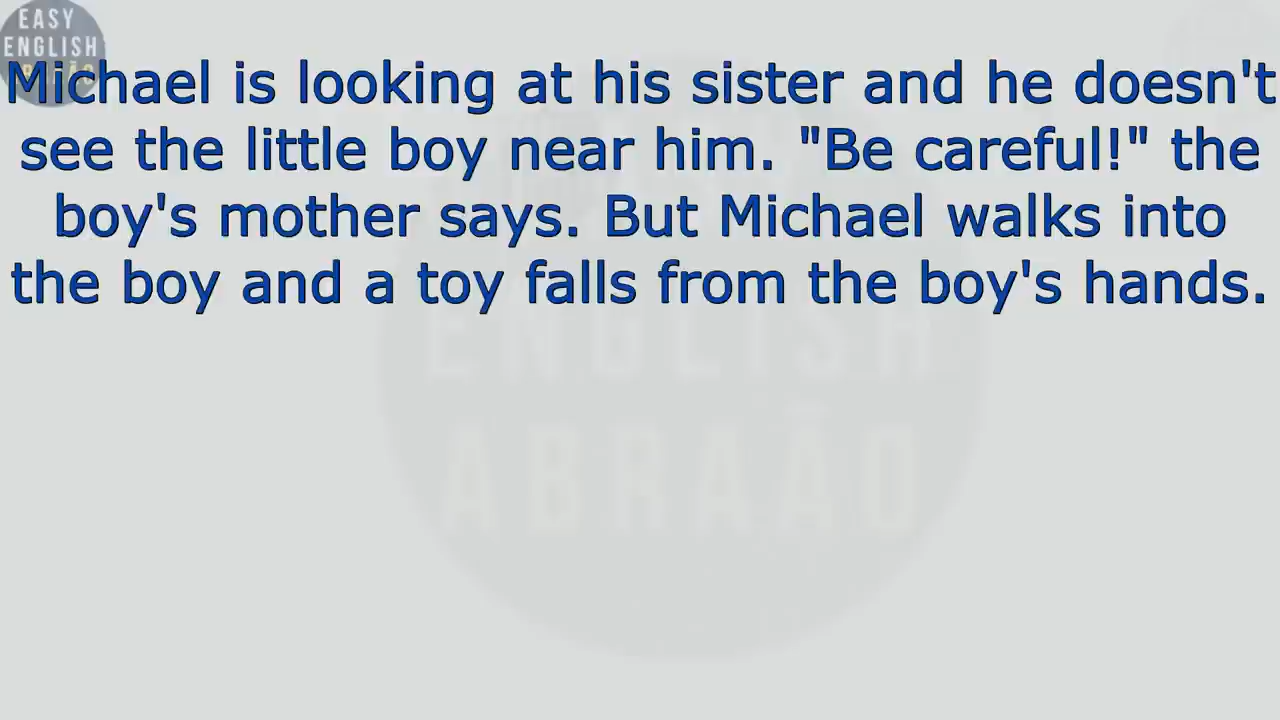 EASY
ENGLISH
ABRAÃO
Michael is looking at his sister and he doesn't
see the little boy near him. "Be careful!" the
boy's mother says. But Michael walks into
the boy and a toy falls from the boy's hands.
ENGLISH
ABRAÃO